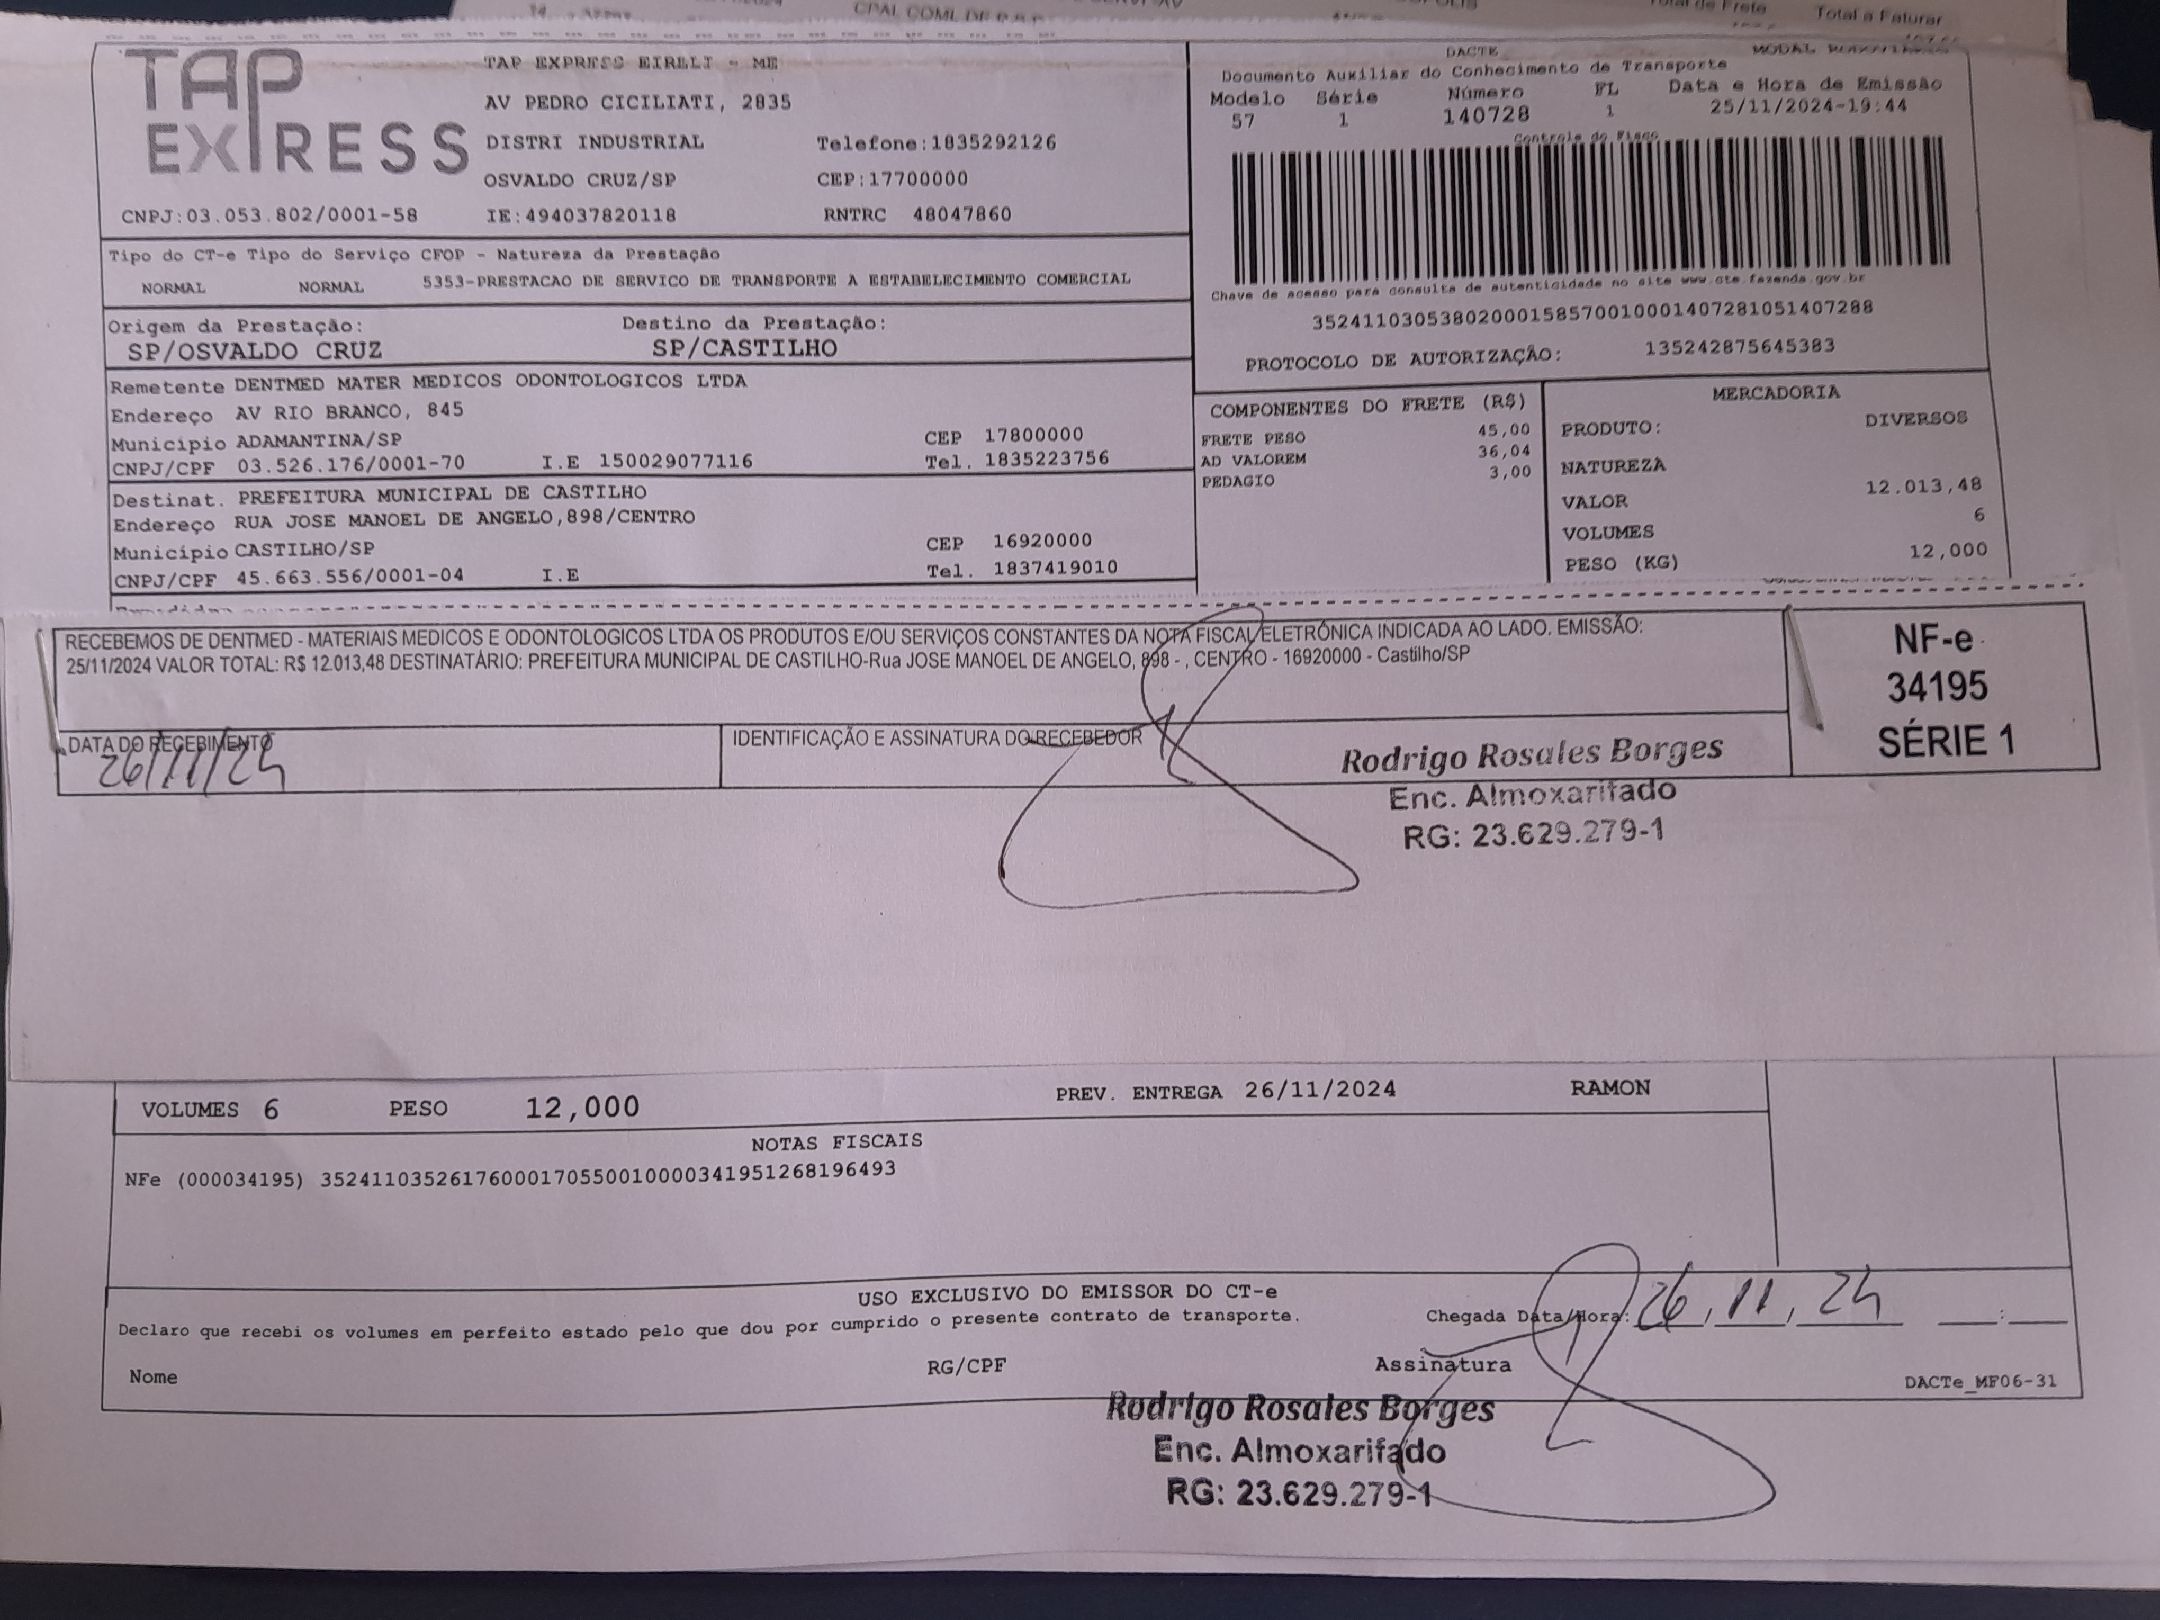 CPAL COML DE
Total de Frete
Total a Faturar
TAP EXPRESS
TAP EXPRESS EIRELI - ME
AV PEDRO CICILIATI, 2835
DISTRI INDUSTRIAL Telefone:1835292126
OSVALDO CRUZ/SP CEP:17700000
CNPJ:03.053.802/0001-58 IE:494037820118 RNTRC 48047860
DACTE MODAL
Documento Auxiliar do Conhecimento de Transporte
Modelo Série Número FL Data e Hora de Emissão
57 1 140728 1 25/11/2024-19:44
Controle do Fisco
Chave de acesso para consulta de autenticidade no site www.cte.fazenda.gov.br
35241103053802000158570010001407281051407288
PROTOCOLO DE AUTORIZAÇÃO: 135242875645383
Tipo do CT-e Tipo do Serviço CFOP - Natureza da Prestação
NORMAL NORMAL 5353-PRESTACAO DE SERVICO DE TRANSPORTE A ESTABELECIMENTO COMERCIAL
Origem da Prestação: Destino da Prestação:
SP/OSVALDO CRUZ SP/CASTILHO
Remetente DENTMED MATER MEDICOS ODONTOLOGICOS LTDA
Endereço AV RIO BRANCO, 845
Município ADAMANTINA/SP CEP 17800000
CNPJ/CPF 03.526.176/0001-70 I.E 150029077116 Tel. 1835223756
Destinat. PREFEITURA MUNICIPAL DE CASTILHO
Endereço RUA JOSE MANOEL DE ANGELO,898/CENTRO
Município CASTILHO/SP CEP 16920000
CNPJ/CPF 45.663.556/0001-04 I.E Tel. 1837419010
COMPONENTES DO FRETE (R$)
FRETE PESO 45,00
AD VALOREM 36,04
PEDAGIO 3,00
MERCADORIA
PRODUTO: DIVERSOS
NATUREZA
VALOR 12.013,48
VOLUMES 6
PESO (KG) 12,000
RECEBEMOS DE DENTMED - MATERIAIS MEDICOS E ODONTOLOGICOS LTDA OS PRODUTOS E/OU SERVIÇOS CONSTANTES DA NOTA FISCAL ELETRÔNICA INDICADA AO LADO. EMISSÃO:
25/11/2024 VALOR TOTAL: R$ 12.013,48 DESTINATÁRIO: PREFEITURA MUNICIPAL DE CASTILHO-Rua JOSE MANOEL DE ANGELO, 898 - , CENTRO - 16920000 - Castilho/SP
NF-e
34195
SÉRIE 1
DATA DO RECEBIMENTO IDENTIFICAÇÃO E ASSINATURA DO RECEBEDOR
26/11/24
Rodrigo Rosales Borges
Enc. Almoxarifado
RG: 23.629.279-1
VOLUMES 6 PESO 12,000 PREV. ENTREGA 26/11/2024 RAMON
NOTAS FISCAIS
NFe (000034195) 35241103526176000170550010000341951268196493
USO EXCLUSIVO DO EMISSOR DO CT-e
Declaro que recebi os volumes em perfeito estado pelo que dou por cumprido o presente contrato de transporte. Chegada Data/Hora: 26, 11, 24 :
Nome RG/CPF Assinatura DACTe_MF06-31
Rodrigo Rosales Borges
Enc. Almoxarifado
RG: 23.629.279-1